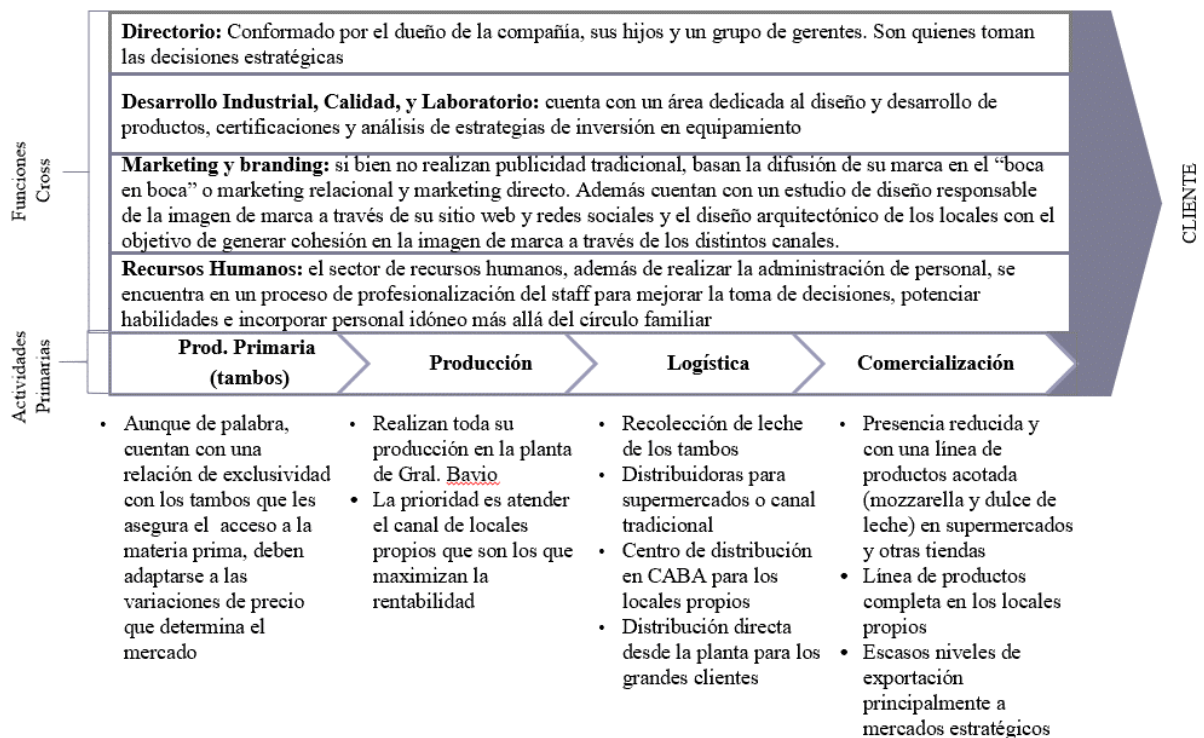 Directorio: Conformado por el dueño de la compañía, sus hijos y un grupo de gerentes. Son quienes toman
las decisiones estratégicas
Desarrollo Industrial, Calidad, y Laboratorio: cuenta con un área dedicada al diseño y desarrollo de
productos, certificaciones y análisis de estrategias de inversión en equipamiento
Marketing y branding: si bien no realizan publicidad tradicional, basan la difusión de su marca en el “boca
en boca” o marketing relacional y marketing directo. Además cuentan con un estudio de diseño responsable
de la imagen de marca a través de su sitio web y redes sociales y el diseño arquitectónico de los locales con el
objetivo de generar cohesión en la imagen de marca a través de los distintos canales.
Recursos Humanos: el sector de recursos humanos, además de realizar la administración de personal, se
encuentra en un proceso de profesionalización del staff para mejorar la toma de decisiones, potenciar
habilidades e incorporar personal idóneo más allá del círculo familiar
Funciones
Cross
CLIENTE
Actividades
Primarias
Prod. Primaria
(tambos)
Producción
Logística
Comercialización
• Aunque de palabra,
cuentan con una
relación de exclusividad
con los tambos que les
asegura el acceso a la
materia prima, deben
adaptarse a las
variaciones de precio
que determina el
mercado
• Realizan toda su
producción en la planta
de Gral. Bavio
• La prioridad es atender
el canal de locales
propios que son los que
maximizan la
rentabilidad
• Recolección de leche
de los tambos
• Distribuidoras para
supermercados o canal
tradicional
• Centro de distribución
en CABA para los
locales propios
• Distribución directa
desde la planta para los
grandes clientes
• Presencia reducida y
con una línea de
productos acotada
(mozzarella y dulce de
leche) en supermercados
y otras tiendas
• Línea de productos
completa en los locales
propios
• Escasos niveles de
exportación
principalmente a
mercados estratégicos